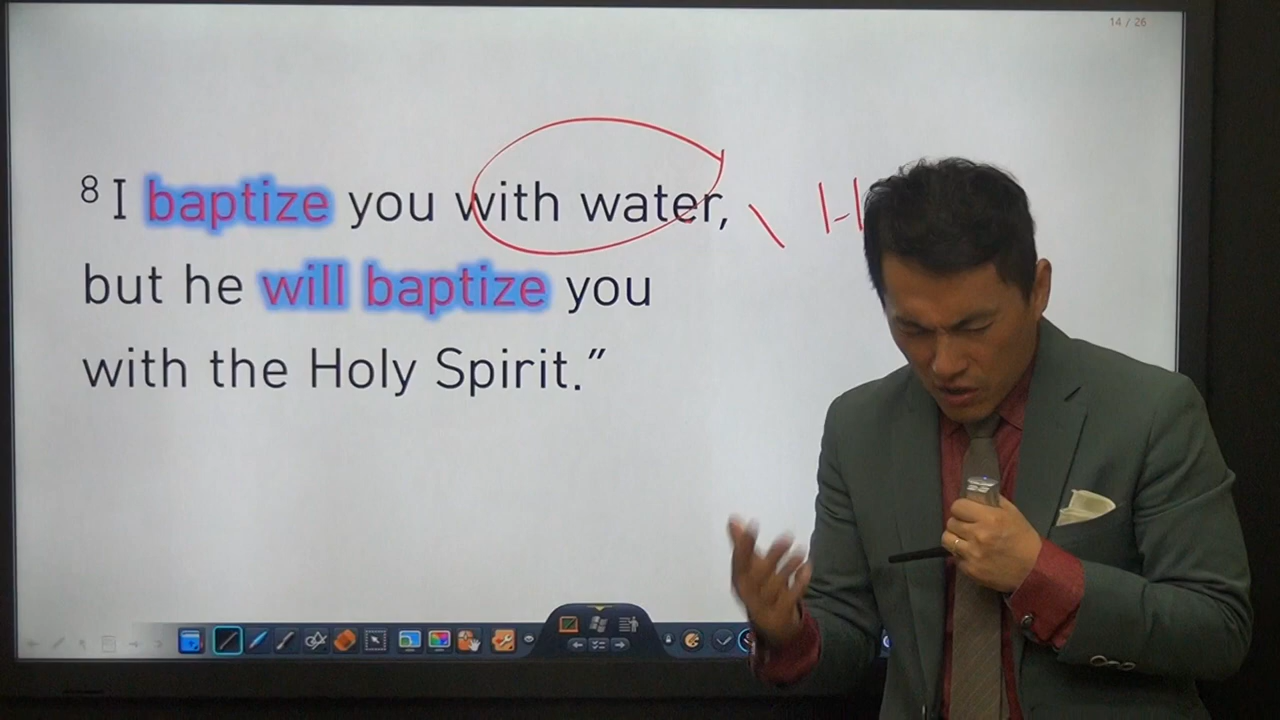 14 / 26
8 I baptize you with water,
but he will baptize you
with the Holy Spirit.”